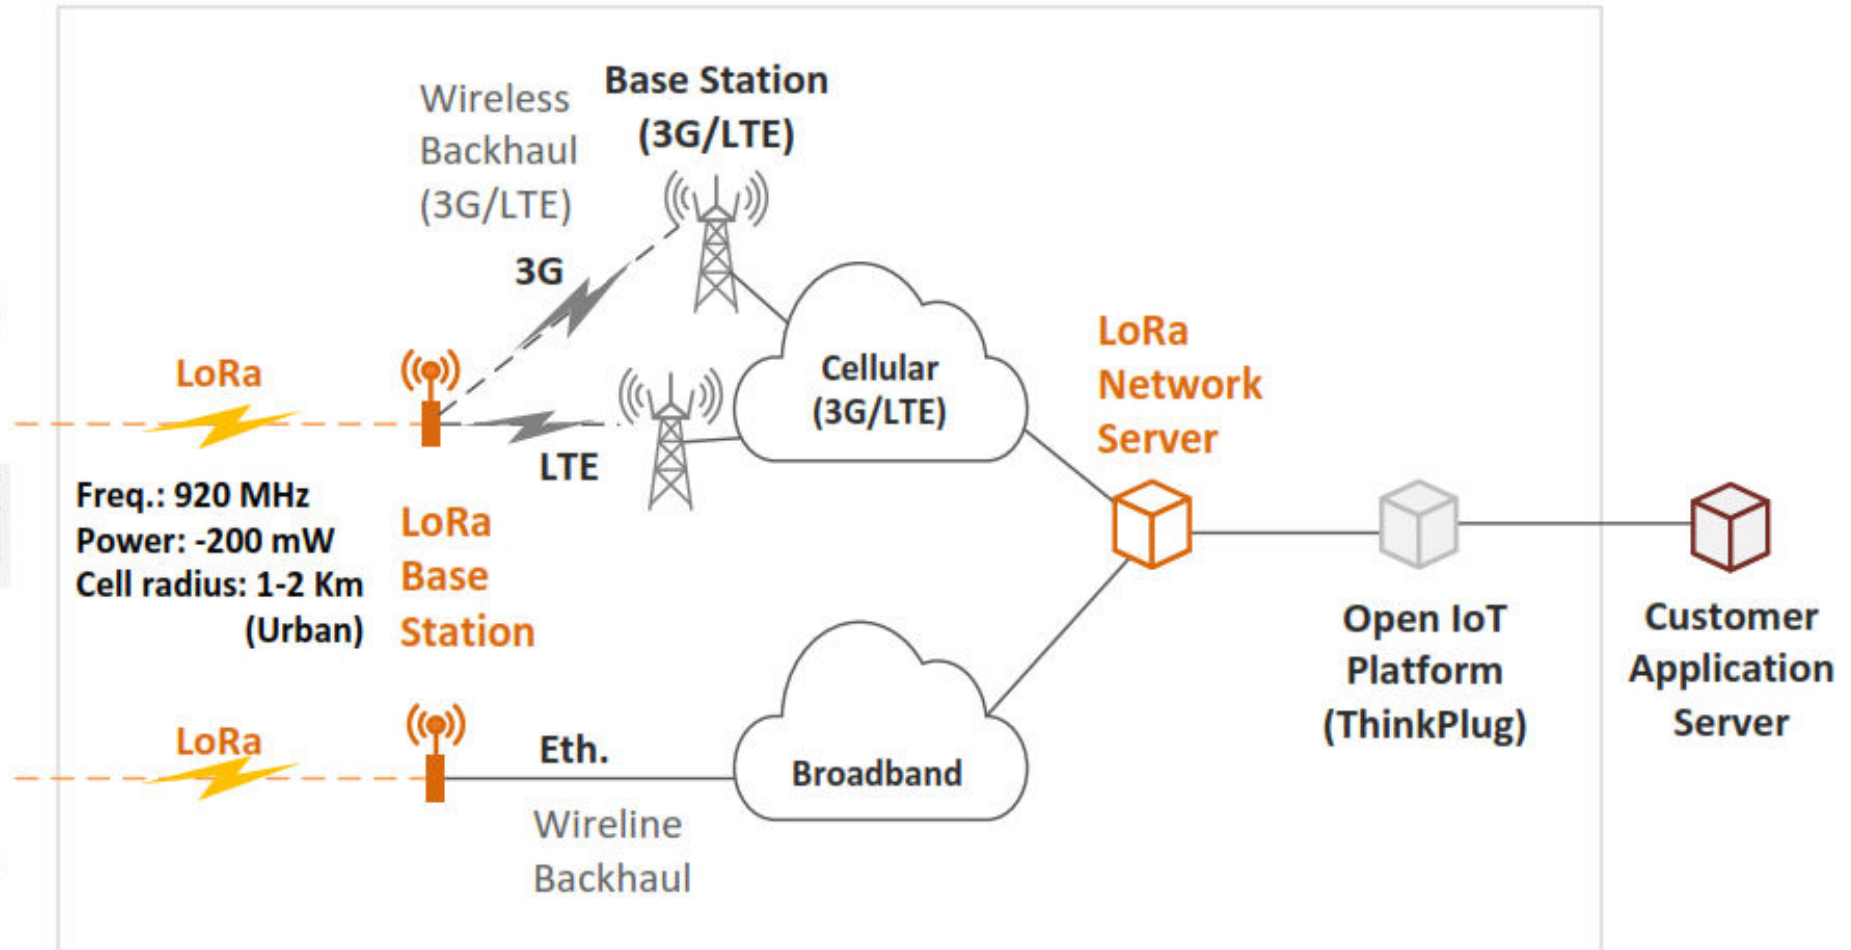 Wireless
Backhaul
(3G/LTE)
Base Station
(3G/LTE)
3G
LoRa
LTE
Cellular
(3G/LTE)
LoRa
Network
Server
Freq.: 920 MHz
Power: -200 mW
Cell radius: 1-2 Km
(Urban)
LoRa
Base
Station
Open IoT
Platform
(ThinkPlug)
Customer
Application
Server
LoRa
Eth.
Wireline
Backhaul
Broadband